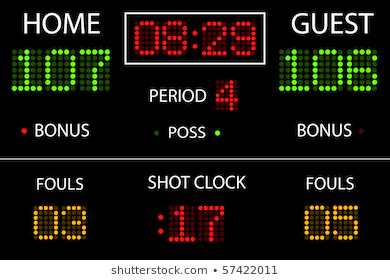 HOME 08:29 GUEST
107 106
PERIOD 4
BONUS POSS BONUS
FOULS SHOT CLOCK FOULS
03 :17 05
shutterstock.com • 57422011